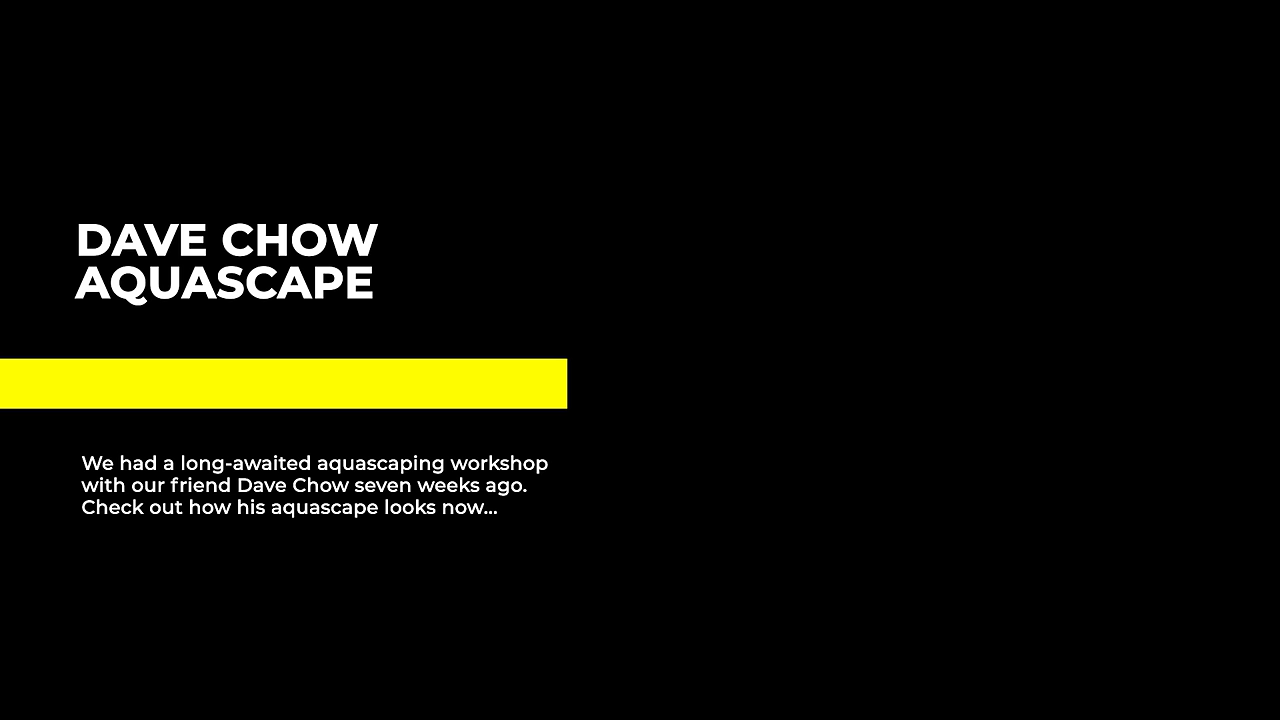 DAVE CHOW
AQUASCAPE
We had a long-awaited aquascaping workshop
with our friend Dave Chow seven weeks ago.
Check out how his aquascape looks now...